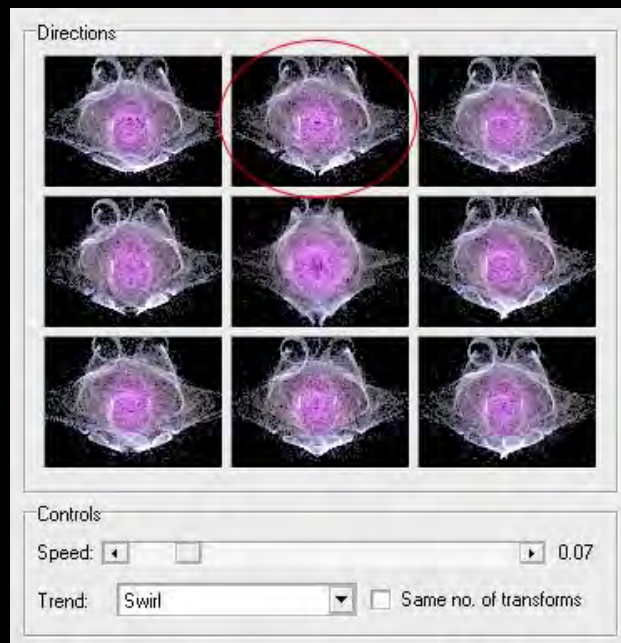 Directions
Controls
Speed: 0.07
Trend: Swirl Same no. of transforms